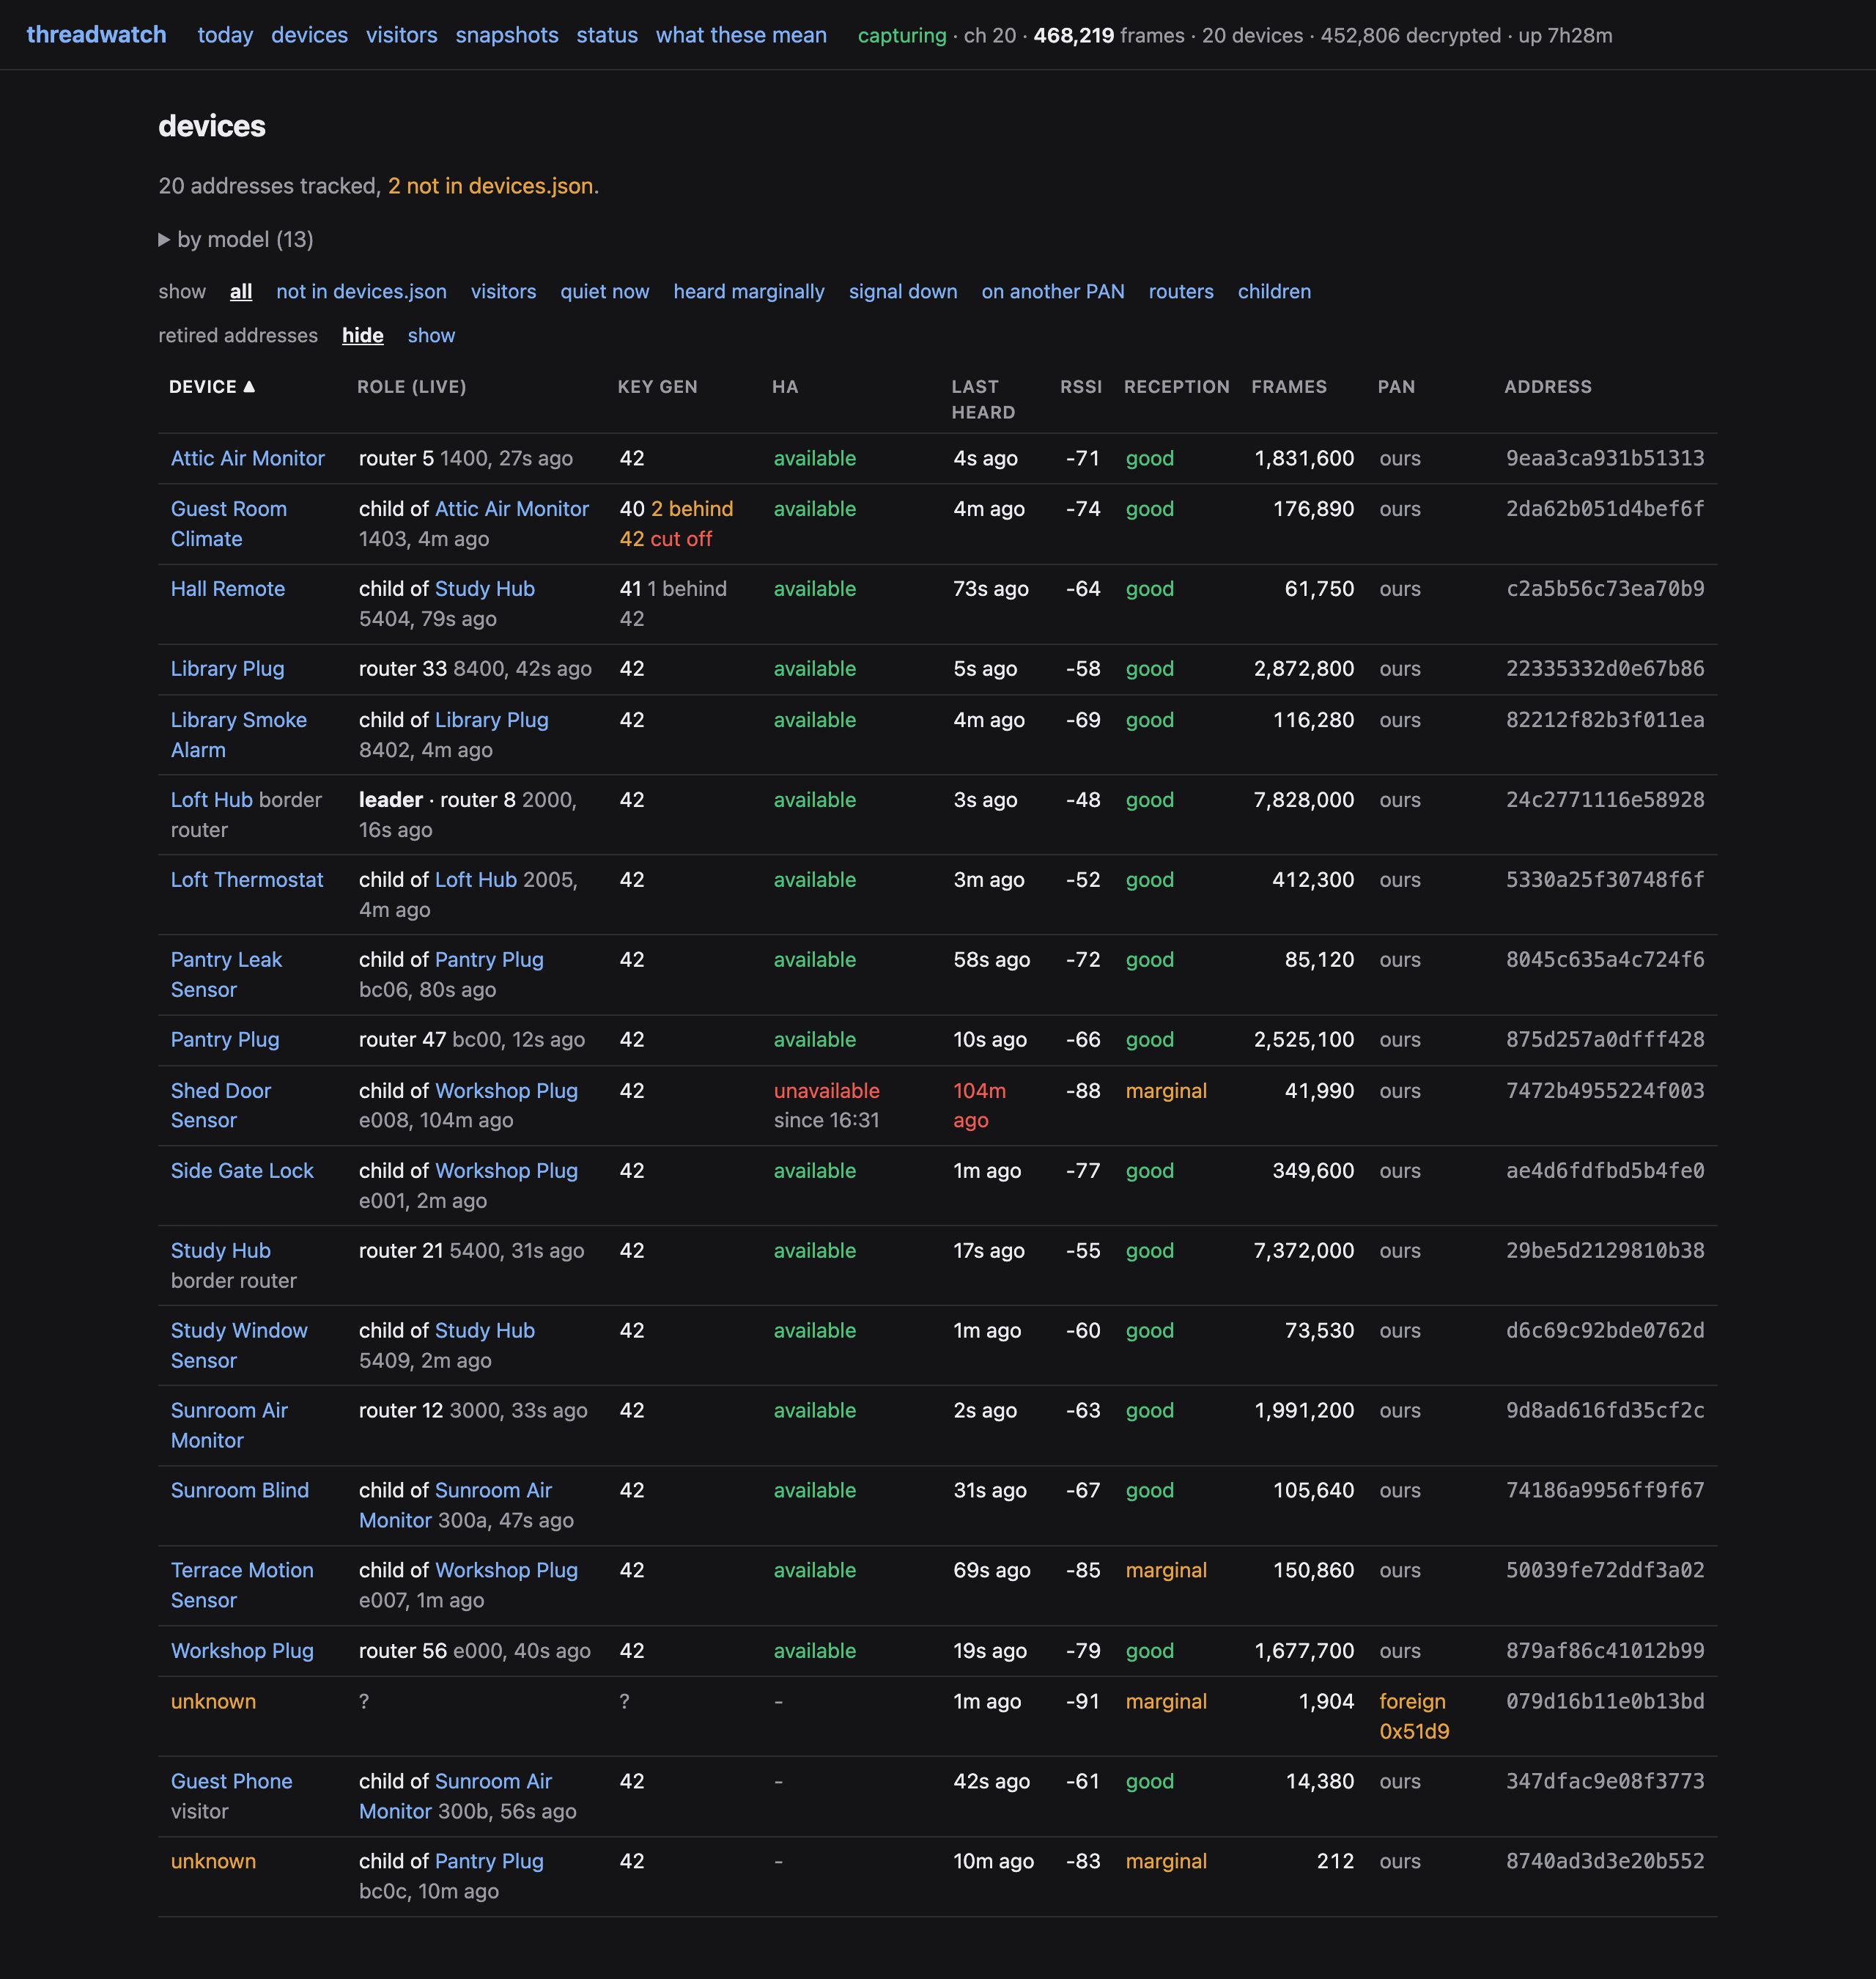 threadwatch today devices visitors snapshots status what these mean capturing · ch 20 · 468,219 frames · 20 devices · 452,806 decrypted · up 7h28m
devices
20 addresses tracked, 2 not in devices.json.
▶ by model (13)
show all not in devices.json visitors quiet now heard marginally signal down on another PAN routers children
retired addresses hide show
DEVICE ▲ ROLE (LIVE) KEY GEN HA LAST HEARD RSSI RECEPTION FRAMES PAN ADDRESS
Attic Air Monitor router 5 1400, 27s ago 42 available 4s ago -71 good 1,831,600 ours 9eaa3ca931b51313
Guest Room Climate child of Attic Air Monitor 1403, 4m ago 40 2 behind 42 cut off available 4m ago -74 good 176,890 ours 2da62b051d4bef6f
Hall Remote child of Study Hub 5404, 79s ago 41 1 behind 42 available 73s ago -64 good 61,750 ours c2a5b56c73ea70b9
Library Plug router 33 8400, 42s ago 42 available 5s ago -58 good 2,872,800 ours 22335332d0e67b86
Library Smoke Alarm child of Library Plug 8402, 4m ago 42 available 4m ago -69 good 116,280 ours 82212f82b3f011ea
Loft Hub border router leader · router 8 2000, 16s ago 42 available 3s ago -48 good 7,828,000 ours 24c2771116e58928
Loft Thermostat child of Loft Hub 2005, 4m ago 42 available 3m ago -52 good 412,300 ours 5330a25f30748f6f
Pantry Leak Sensor child of Pantry Plug bc06, 80s ago 42 available 58s ago -72 good 85,120 ours 8045c635a4c724f6
Pantry Plug router 47 bc00, 12s ago 42 available 10s ago -66 good 2,525,100 ours 875d257a0dfff428
Shed Door Sensor child of Workshop Plug e008, 104m ago 42 unavailable since 16:31 104m ago -88 marginal 41,990 ours 7472b4955224f003
Side Gate Lock child of Workshop Plug e001, 2m ago 42 available 1m ago -77 good 349,600 ours ae4d6fdfbd5b4fe0
Study Hub border router router 21 5400, 31s ago 42 available 17s ago -55 good 7,372,000 ours 29be5d2129810b38
Study Window Sensor child of Study Hub 5409, 2m ago 42 available 1m ago -60 good 73,530 ours d6c69c92bde0762d
Sunroom Air Monitor router 12 3000, 33s ago 42 available 2s ago -63 good 1,991,200 ours 9d8ad616fd35cf2c
Sunroom Blind child of Sunroom Air Monitor 300a, 47s ago 42 available 31s ago -67 good 105,640 ours 74186a9956ff9f67
Terrace Motion Sensor child of Workshop Plug e007, 1m ago 42 available 69s ago -85 marginal 150,860 ours 50039fe72ddf3a02
Workshop Plug router 56 e000, 40s ago 42 available 19s ago -79 good 1,677,700 ours 879af86c41012b99
unknown ? ? - 1m ago -91 marginal 1,904 foreign 0x51d9 079d16b11e0b13bd
Guest Phone visitor child of Sunroom Air Monitor 300b, 56s ago 42 - 42s ago -61 good 14,380 ours 347dfac9e08f3773
unknown child of Pantry Plug bc0c, 10m ago 42 - 10m ago -83 marginal 212 ours 8740ad3d3e20b552